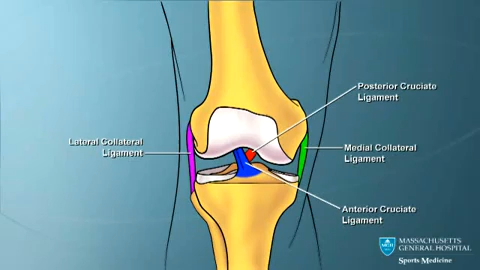 Posterior Cruciate
Ligament
Lateral Collateral
Ligament
Medial Collateral
Ligament
Anterior Cruciate
Ligament
MASSACHUSETTS
GENERAL HOSPITAL
Sports Medicine